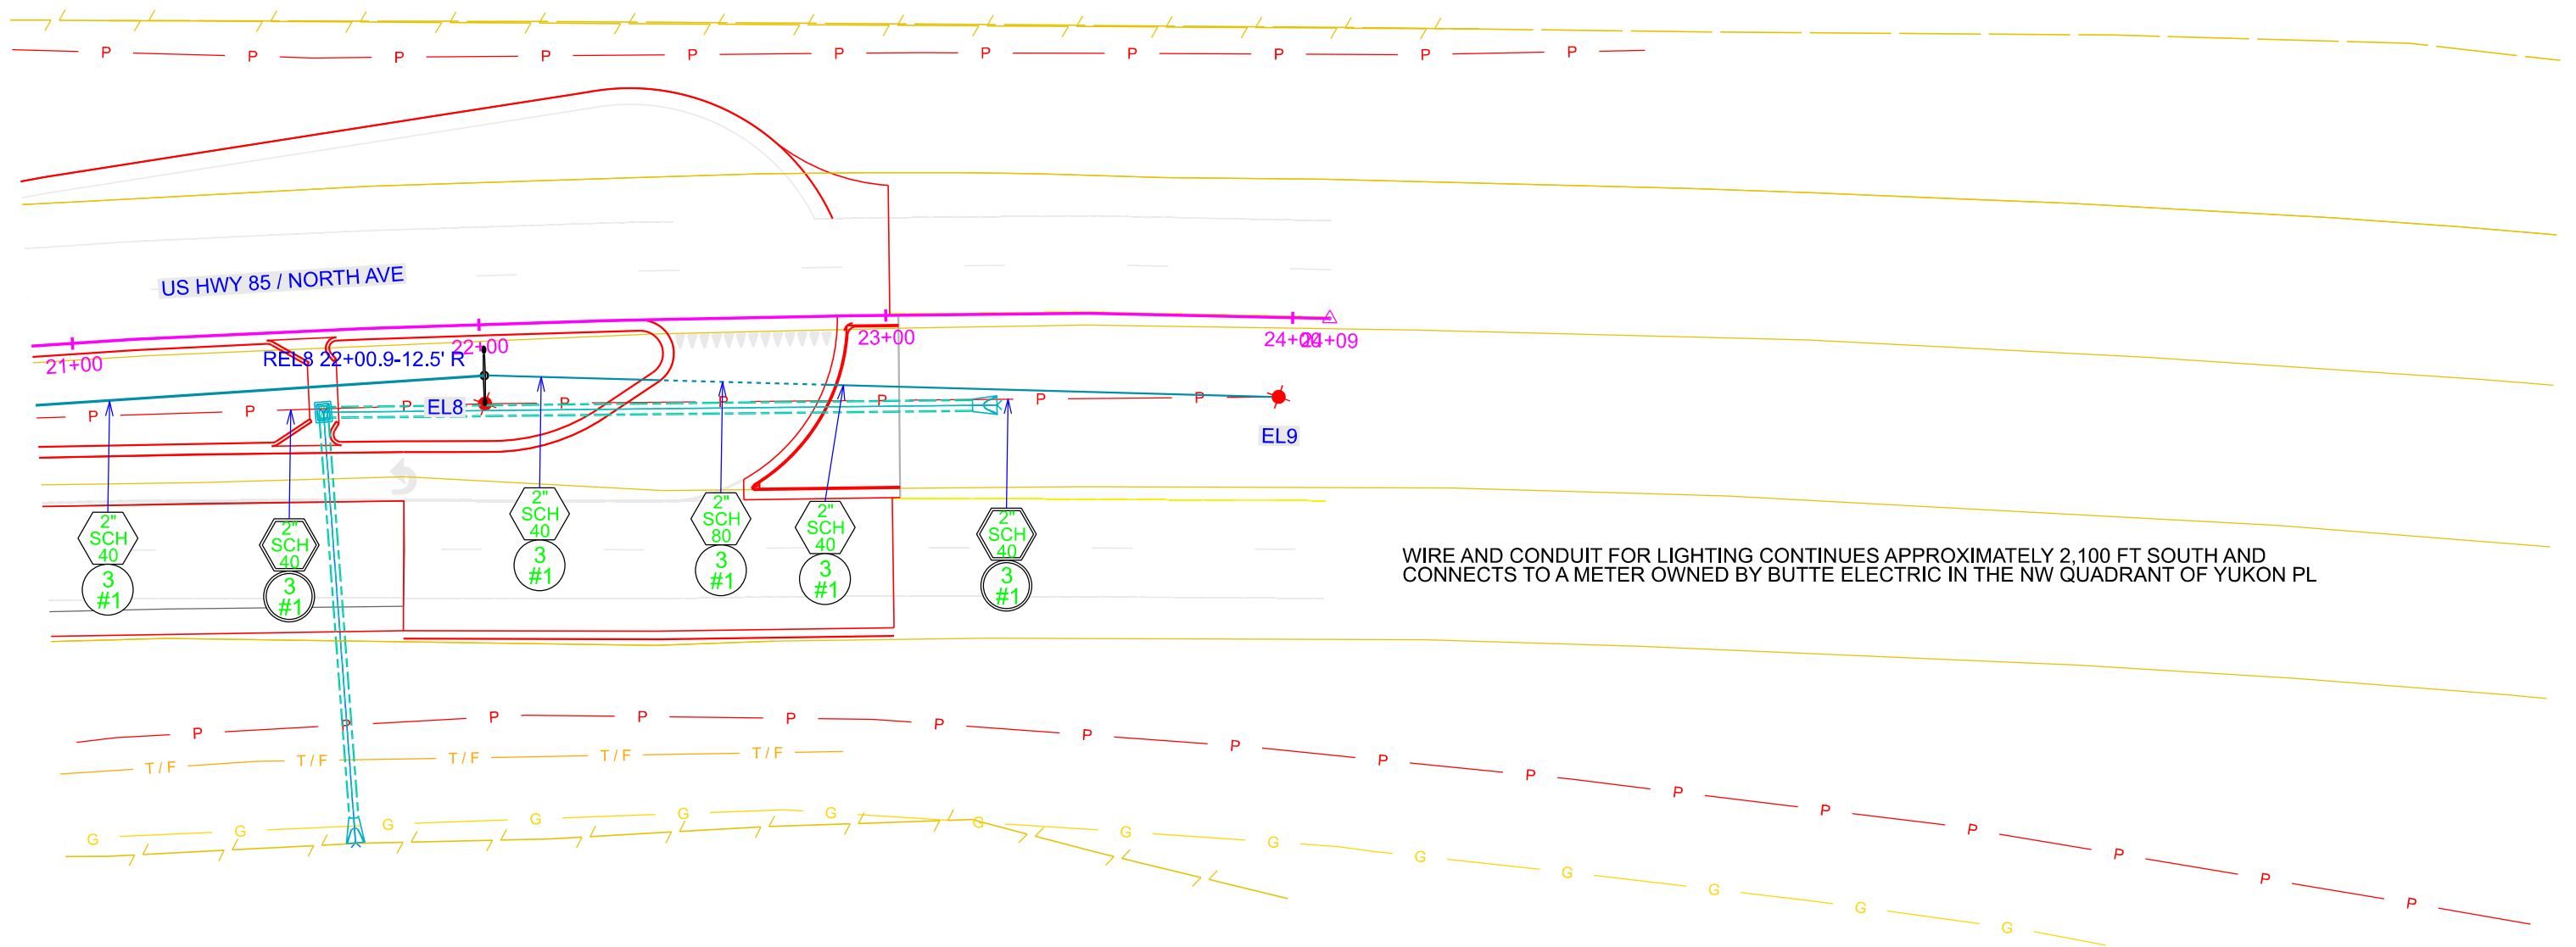 P P P P P P P P P P P
US HWY 85 / NORTH AVE
21+00
REL8 22+00.9-12.5' R
22+00
23+00
24+00
24+09
P P P P P P P P
EL8
EL9
2"
SCH
40
3
#1
2"
SCH
40
3
#1
2"
SCH
40
3
#1
2"
SCH
80
3
#1
2"
SCH
40
3
#1
2"
SCH
40
3
#1
WIRE AND CONDUIT FOR LIGHTING CONTINUES APPROXIMATELY 2,100 FT SOUTH AND
CONNECTS TO A METER OWNED BY BUTTE ELECTRIC IN THE NW QUADRANT OF YUKON PL
P P P P P P P P P P P P P P P P
T / F T / F T / F T / F T / F
G G G G G G G G G G G G G G